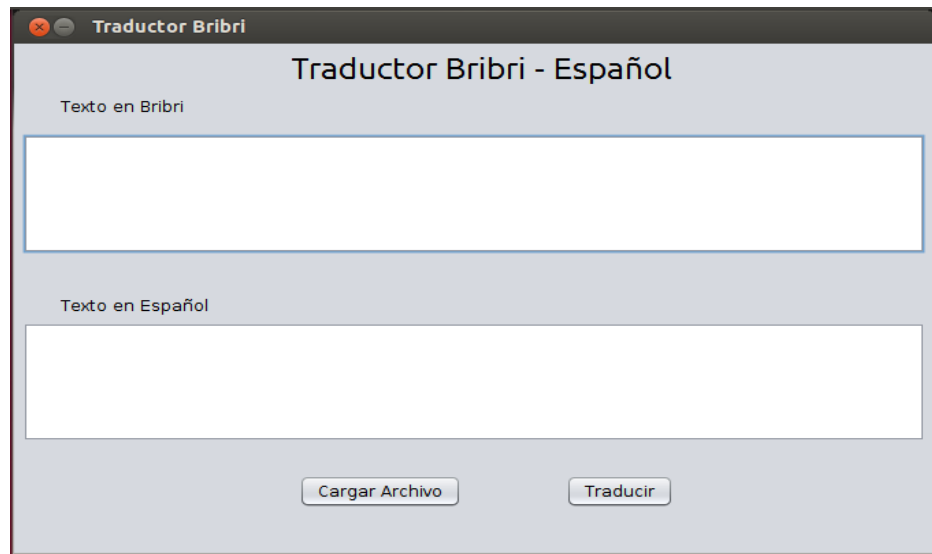 Traductor Bribri
Traductor Bribri - Español
Texto en Bribri
Texto en Español
Cargar Archivo
Traducir